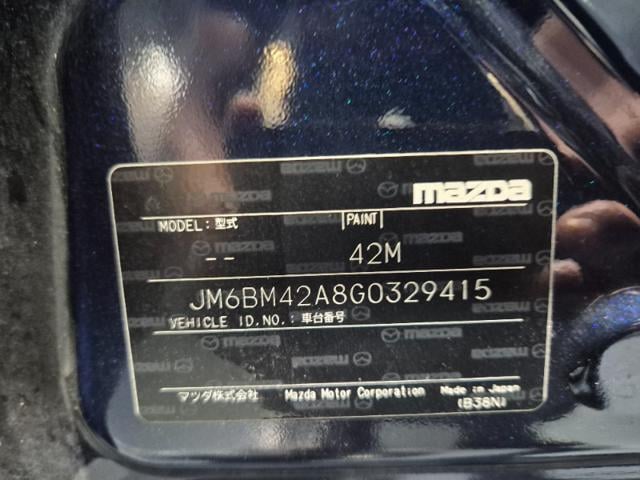 mazda
MODEL:型式 PAINT
-- 42M
JM6BM42A8G0329415
VEHICLE ID.NO.:車台番号
マツダ株式会社 Mazda Motor Corporation Made in Japan
(B38N)